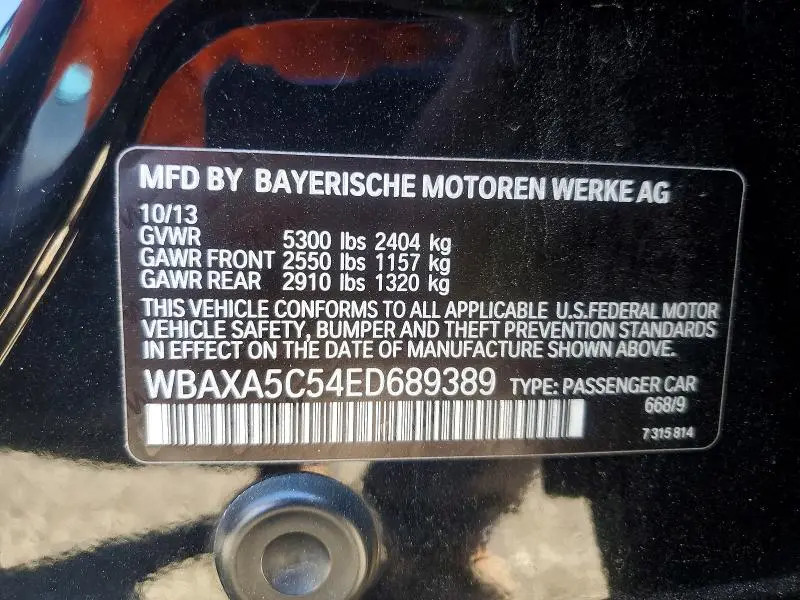 MFD BY BAYERISCHE MOTOREN WERKE AG
10/13
GVWR 5300 lbs 2404 kg
GAWR FRONT 2550 lbs 1157 kg
GAWR REAR 2910 lbs 1320 kg
THIS VEHICLE CONFORMS TO ALL APPLICABLE U.S.FEDERAL MOTOR
VEHICLE SAFETY, BUMPER AND THEFT PREVENTION STANDARDS
IN EFFECT ON THE DATE OF MANUFACTURE SHOWN ABOVE.
WBAXA5C54ED689389 TYPE: PASSENGER CAR
668/9
7 315 814